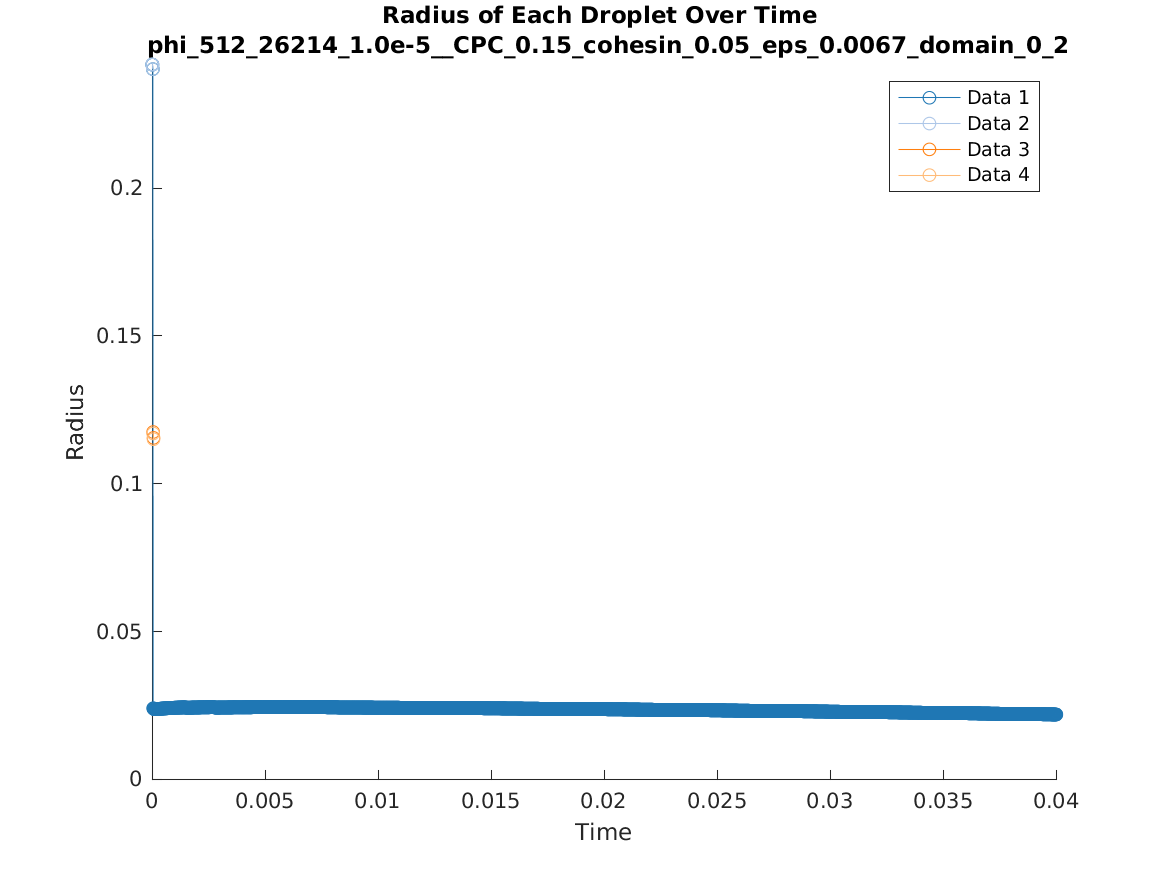 Radius of Each Droplet Over Time
phi_512_26214_1.0e-5__CPC_0.15_cohesin_0.05_eps_0.0067_domain_0_2
Data 1
Data 2
Data 3
Data 4
0.2
0.15
0.1
0.05
0
Radius
0
0.005
0.01
0.015
0.02
0.025
0.03
0.035
0.04
Time